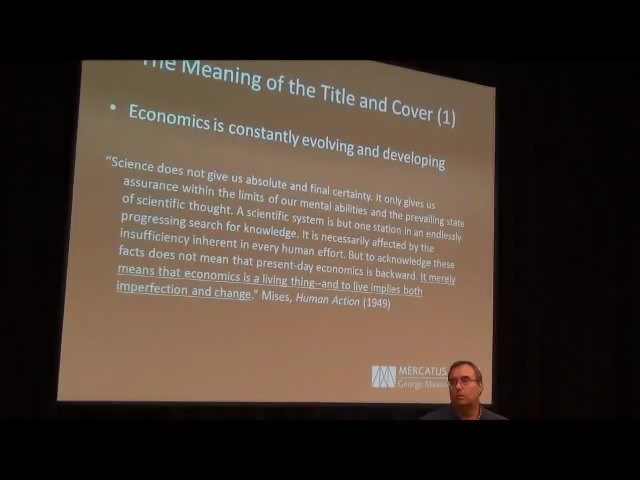 The Meaning of the Title and Cover (1)
• Economics is constantly evolving and developing
“Science does not give us absolute and final certainty. It only gives us
assurance within the limits of our mental abilities and the prevailing state
of scientific thought. A scientific system is but one station in an endlessly
progressing search for knowledge. It is necessarily affected by the
insufficiency inherent in every human effort. But to acknowledge these
facts does not mean that present-day economics is backward. It merely
means that economics is a living thing--and to live implies both
imperfection and change.” Mises, Human Action (1949)
MERCATUS
George Mason